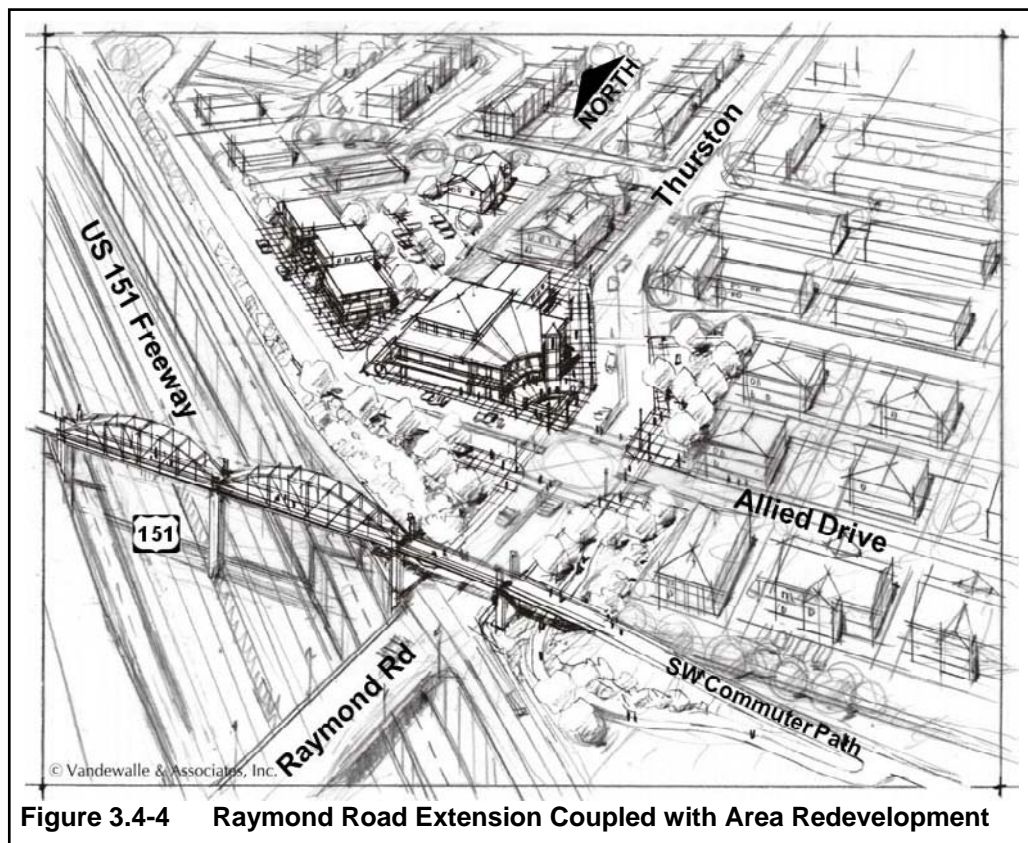 NORTH
Thurston
US 151 Freeway
151
Allied Drive
Raymond Rd
SW Commuter Path
© Vandewalle & Associates, Inc.
Figure 3.4-4 Raymond Road Extension Coupled with Area Redevelopment